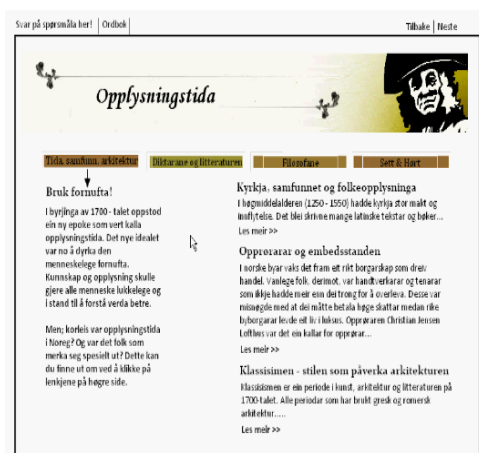 Svar på spørsmåla her! | Ordbok |
Tilbake | Neste
Opplysningstida
Tida, samfunn, arkitektur
Diktarane og litteraturen
Filosofane
Sett & Hørt
Bruk fornufta!
I byrjinga av 1700 - talet oppstod
ein ny epoke som vert kalla
opplysningstida. Det nye idealet
var no å dyrka den
menneskelege fornufta.
Kunnskap og opplysning skulle
gjere alle menneske lukkelege og
i stand til å forstå verda betre.
Men; korleis var opplysningstida
i Noreg? Og var det folk som
merka seg spesielt ut? Dette kan
du finne ut om ved å klikke på
lenkjene på høgre side.
Kyrkja, samfunnet og folkeopplysninga
I høgmiddelalderen (1250 - 1550) hadde kyrkja stor makt og
innflytelse. Det blei skrivne mange latinske tekstar og bøker...
Les meir >>
Opprørarar og embedsstanden
I norske byar vaks det fram eit rikt borgarskap som dreiv
handel. Vanlege folk, derimot, var handtverkarar og tenarar
som ikkje hadde meir enn dei trong for å overleva. Desse var
misnøgde med at dei måtte betala høge skattar medan rike
byborgarar levde eit liv i luksus. Opprøraren Christian Jensen
Lofthus var det ein kallar for opprørar...
Les meir >>
Klassisimen - stilen som påverka arkitekturen
Klassisismen er ein periode i kunst, arkitektur og litteraturen på
1700-talet. Alle periodar som har brukt gresk og romersk
arkitektur.....
Les meir >>